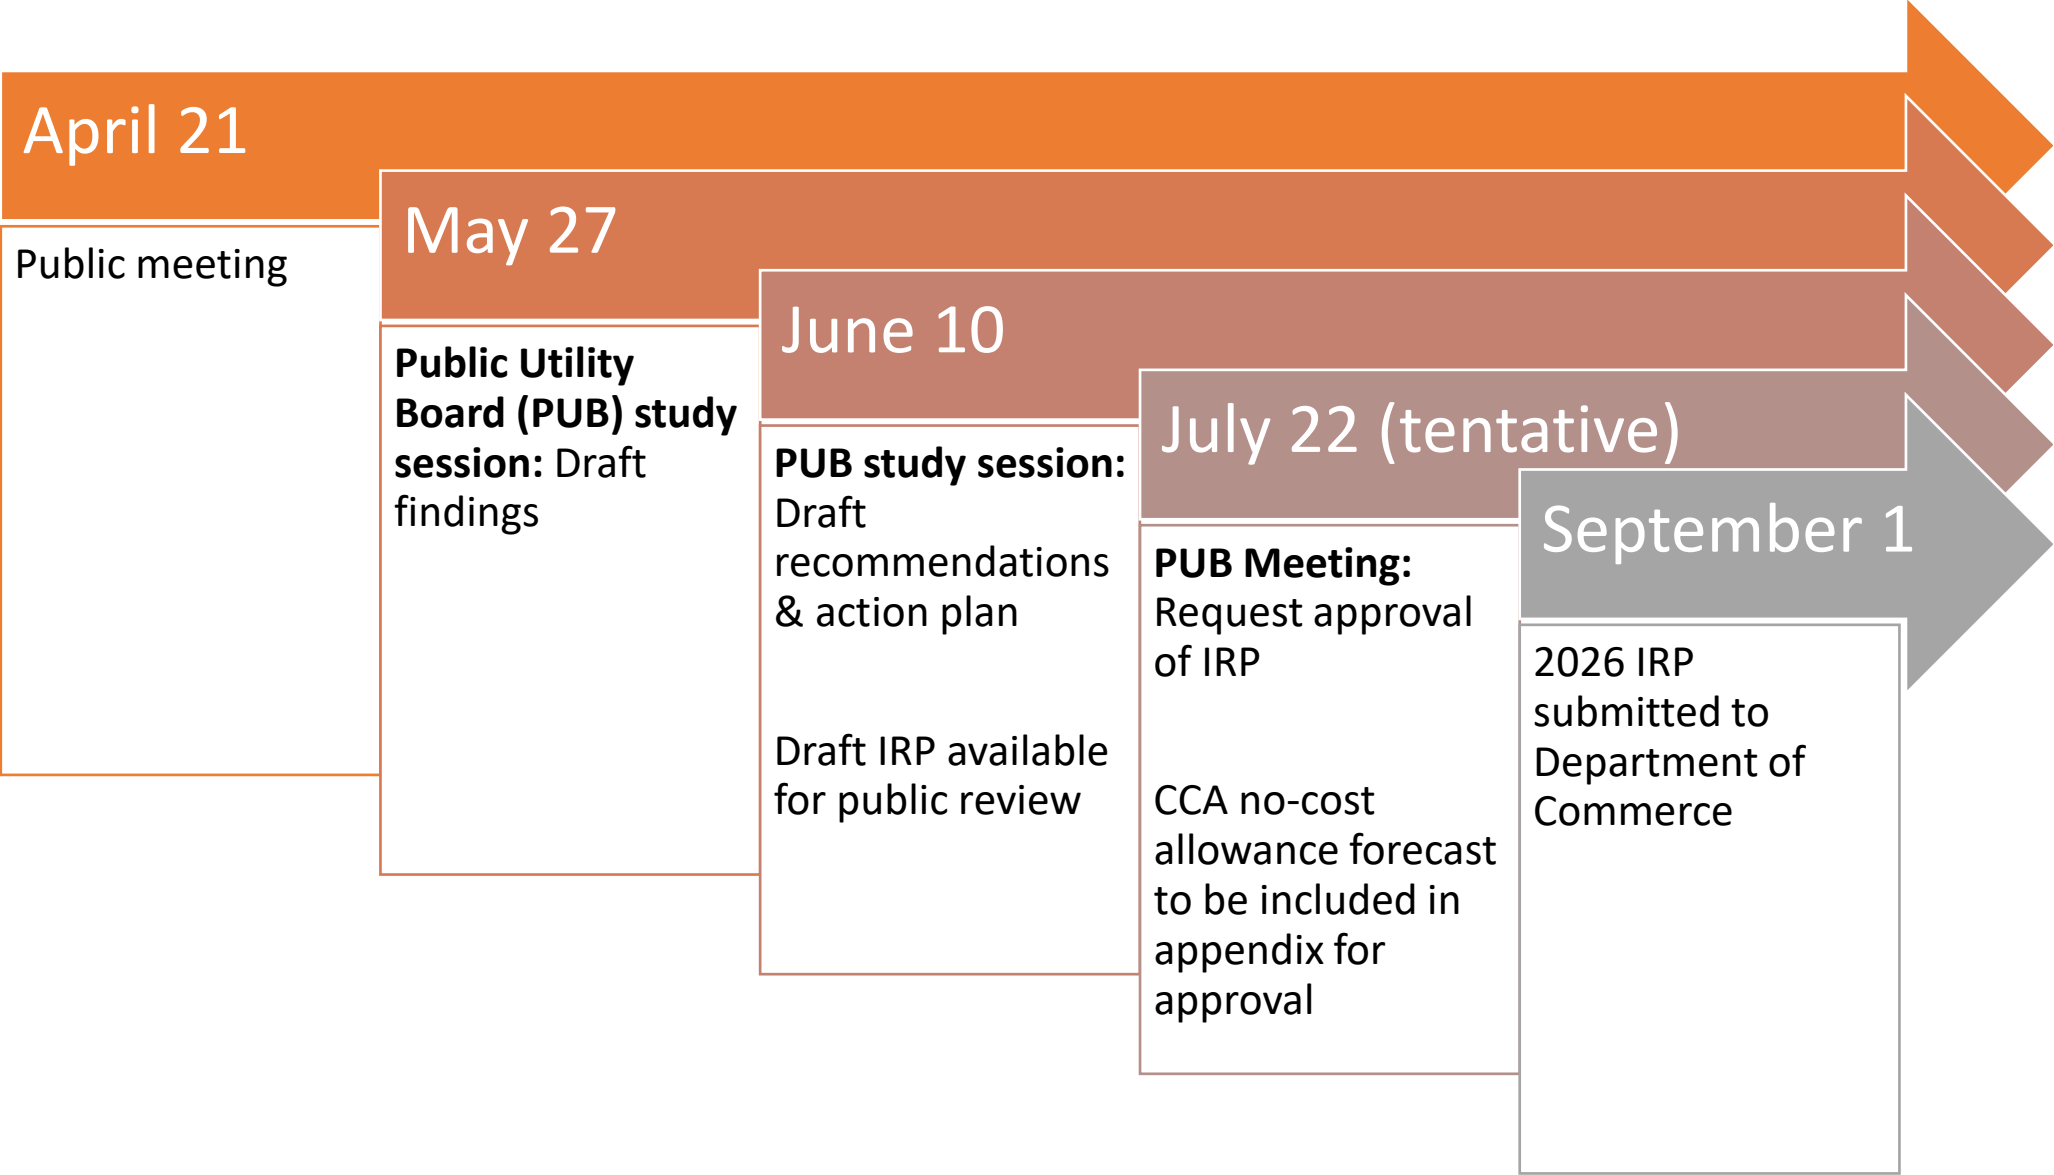 April 21
Public meeting
May 27
Public Utility
Board (PUB) study
session: Draft
findings
June 10
PUB study session:
Draft
recommendations
& action plan
Draft IRP available
for public review
July 22 (tentative)
PUB Meeting:
Request approval
of IRP
CCA no-cost
allowance forecast
to be included in
appendix for
approval
September 1
2026 IRP
submitted to
Department of
Commerce